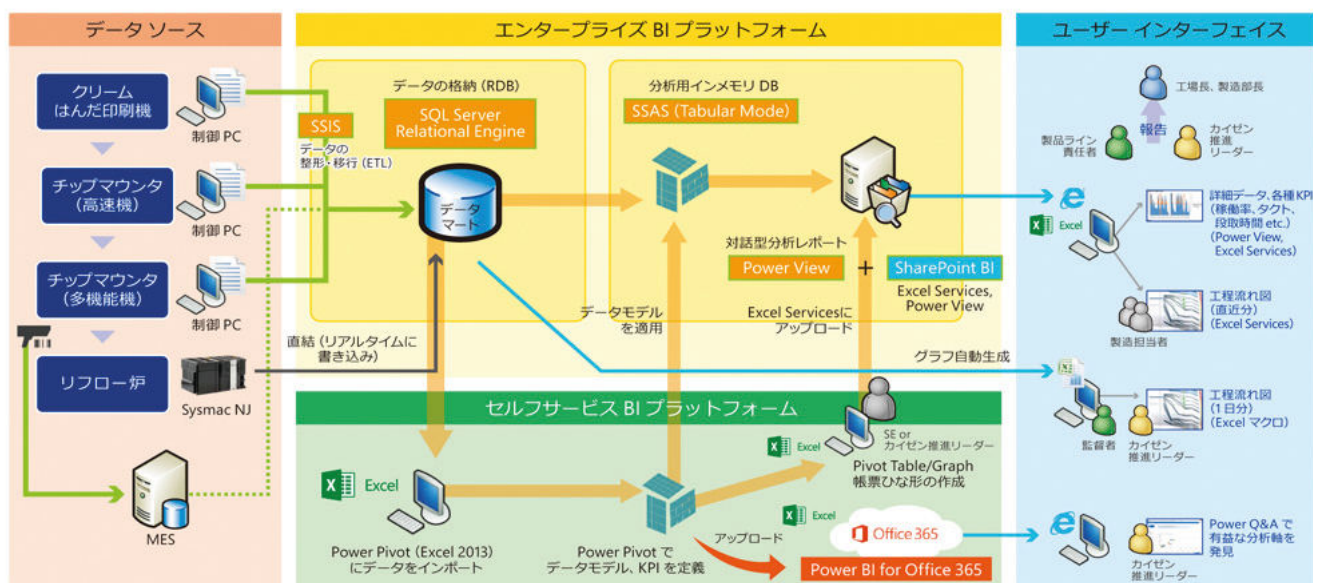 データ ソース
クリーム
はんだ印刷機
制御 PC
チップマウンタ
(高速機)
制御 PC
チップマウンタ
(多機能機)
制御 PC
リフロー炉
Sysmac NJ
MES
エンタープライズ BI プラットフォーム
SSIS
データの
整形・移行 (ETL)
データの格納 (RDB)
SQL Server
Relational Engine
データ
マート
直結 (リアルタイムに
書き込み)
分析用インメモリ DB
SSAS (Tabular Mode)
対話型分析レポート
Power View
+
SharePoint BI
Excel Services,
Power View
データモデル
を適用
Excel Servicesに
アップロード
グラフ自動生成
セルフサービス BI プラットフォーム
Excel
Power Pivot (Excel 2013)
にデータをインポート
Power Pivot で
データモデル、KPI を定義
Excel
SE or
カイゼン推進リーダー
Pivot Table/Graph
帳票ひな形の作成
アップロード
Excel
Office 365
Power BI for Office 365
ユーザー インターフェイス
工場長、製造部長
報告
製品ライン
責任者
カイゼン
推進
リーダー
Excel
詳細データ、各種 KPI
(稼働率、タクト、
段取時間 etc.)
(Power View,
Excel Services)
製造担当者
工程流れ図
(直近分)
(Excel Services)
監督者
カイゼン
推進リーダー
工程流れ図
(1日分)
(Excel マクロ)
カイゼン
推進リーダー
Power Q&A で
有益な分析軸を
発見